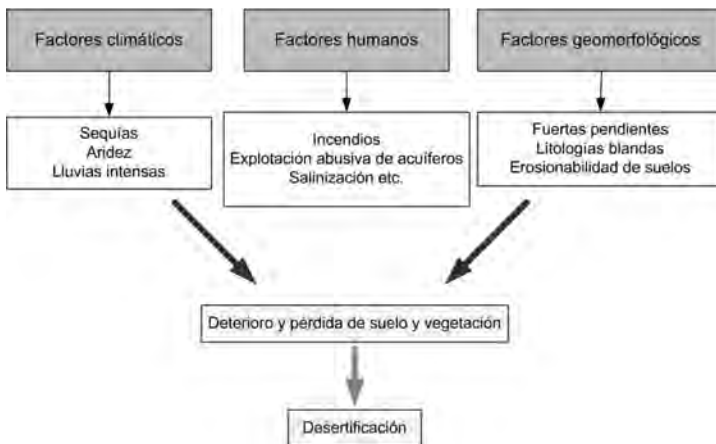 Factores climáticos
Factores humanos
Factores geomorfológicos
Sequías
Aridez
Lluvias intensas
Incendios
Explotación abusiva de acuíferos
Salinización etc.
Fuertes pendientes
Litologías blandas
Erosionabilidad de suelos
Deterioro y pérdida de suelo y vegetación
Desertificación